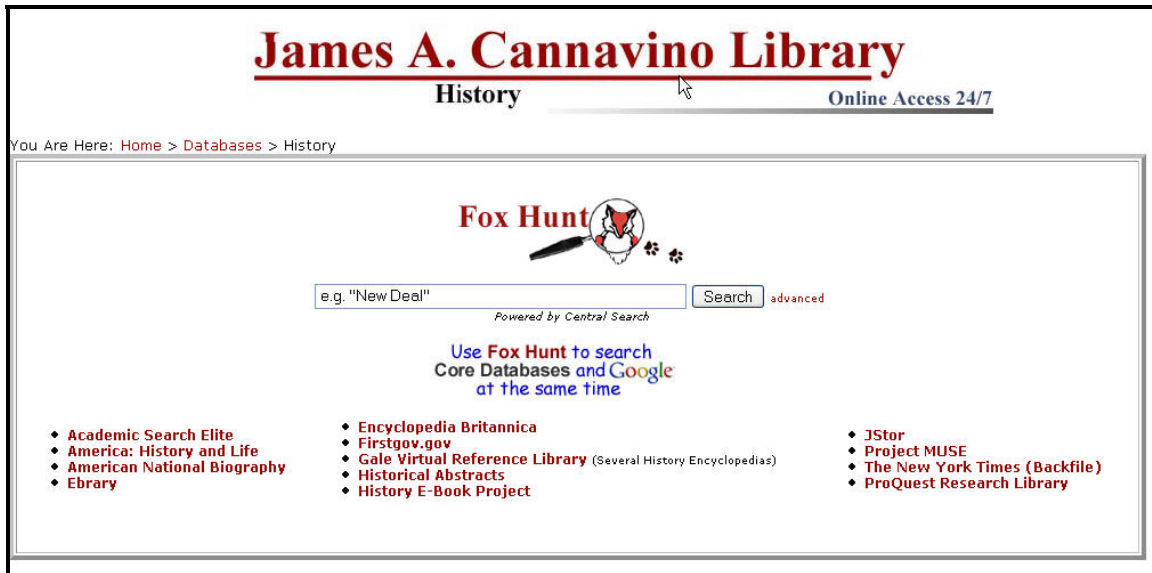 James A. Cannavino Library
History
Online Access 24/7
You Are Here: Home > Databases > History
Fox Hunt
e.g. "New Deal" Search advanced
Powered by Central Search
Use Fox Hunt to search
Core Databases and Google
at the same time
Academic Search Elite
America: History and Life
American National Biography
Ebrary
Encyclopedia Britannica
Firstgov.gov
Gale Virtual Reference Library (Several History Encyclopedias)
Historical Abstracts
History E-Book Project
JStor
Project MUSE
The New York Times (Backfile)
ProQuest Research Library